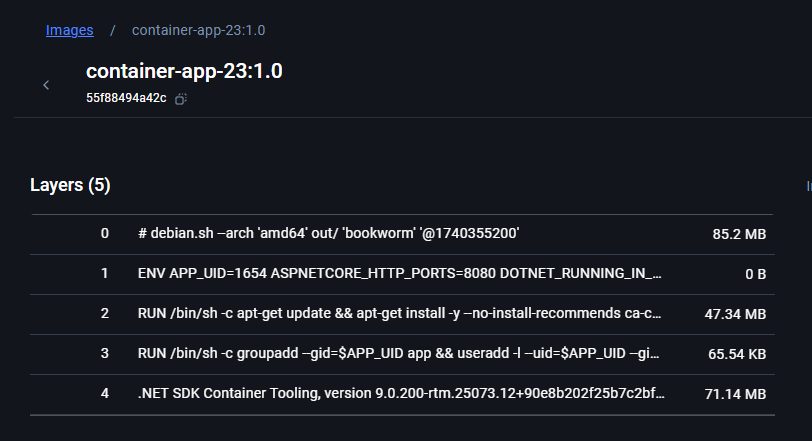 Images / container-app-23:1.0
container-app-23:1.0
55f88494a42c
Layers (5)
0 # debian.sh --arch 'amd64' out/ 'bookworm' '@1740355200' 85.2 MB
1 ENV APP_UID=1654 ASPNETCORE_HTTP_PORTS=8080 DOTNET_RUNNING_IN_… 0 B
2 RUN /bin/sh -c apt-get update && apt-get install -y --no-install-recommends ca-c… 47.34 MB
3 RUN /bin/sh -c groupadd --gid=$APP_UID app && useradd -l --uid=$APP_UID --gi… 65.54 KB
4 .NET SDK Container Tooling, version 9.0.200-rtm.25073.12+90e8b202f25b7c2bf… 71.14 MB